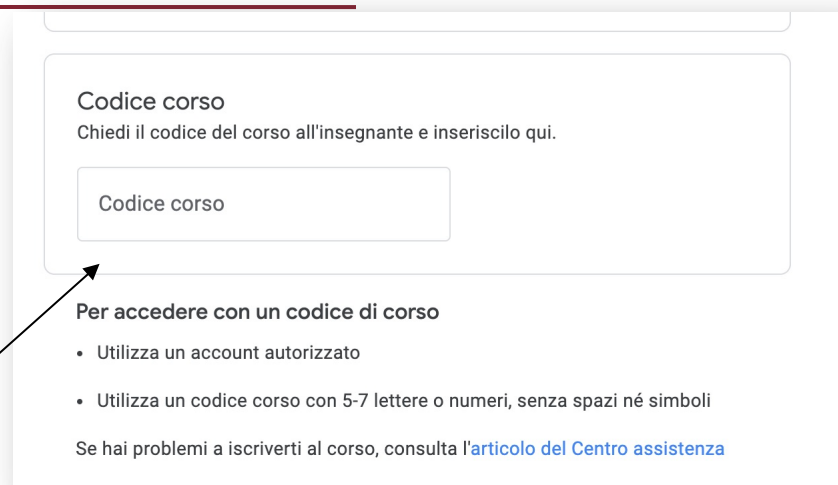 Codice corso
Chiedi il codice del corso all'insegnante e inseriscilo qui.
Codice corso
Per accedere con un codice di corso
• Utilizza un account autorizzato
• Utilizza un codice corso con 5-7 lettere o numeri, senza spazi né simboli
Se hai problemi a iscriverti al corso, consulta l'articolo del Centro assistenza